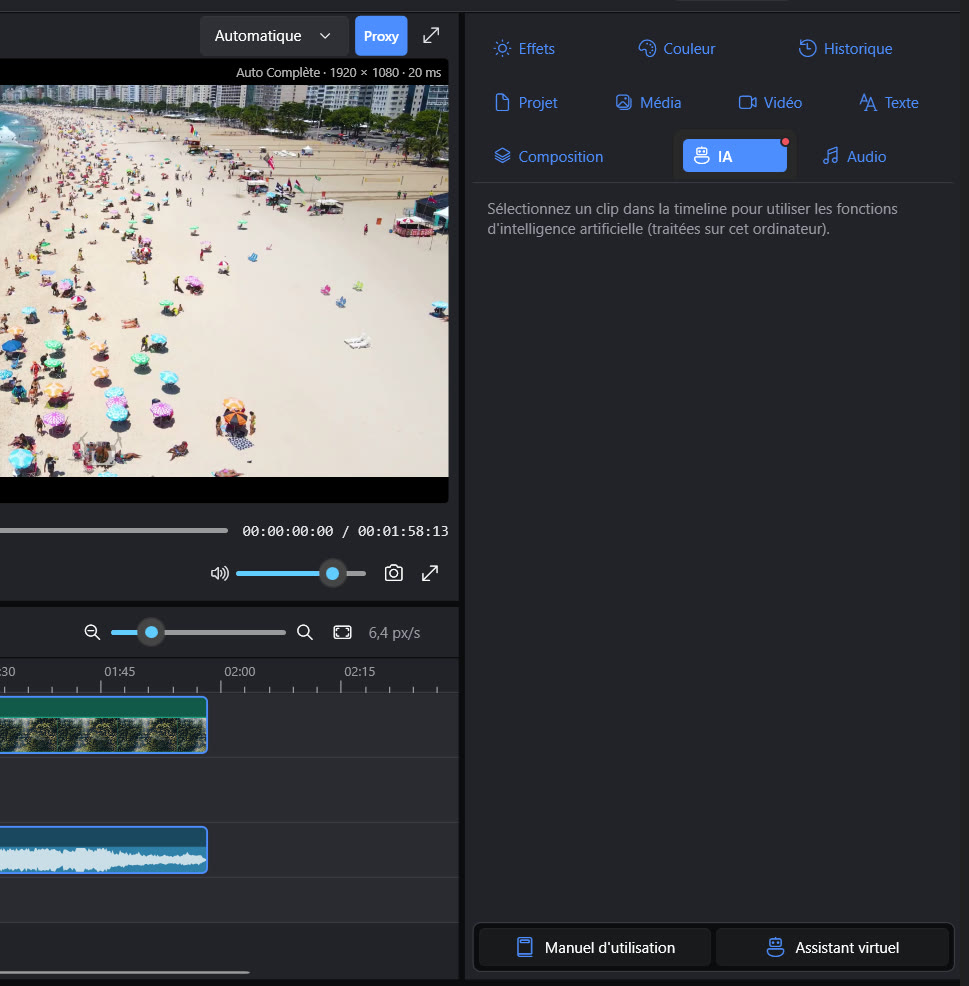 Automatique
Proxy
Auto Complète · 1920 × 1080 · 20 ms
00:00:00:00 / 00:01:58:13
6,4 px/s
:30 01:45 02:00 02:15
Effets Couleur Historique
Projet Média Vidéo Texte
Composition IA Audio
Sélectionnez un clip dans la timeline pour utiliser les fonctions
d'intelligence artificielle (traitées sur cet ordinateur).
Manuel d'utilisation Assistant virtuel